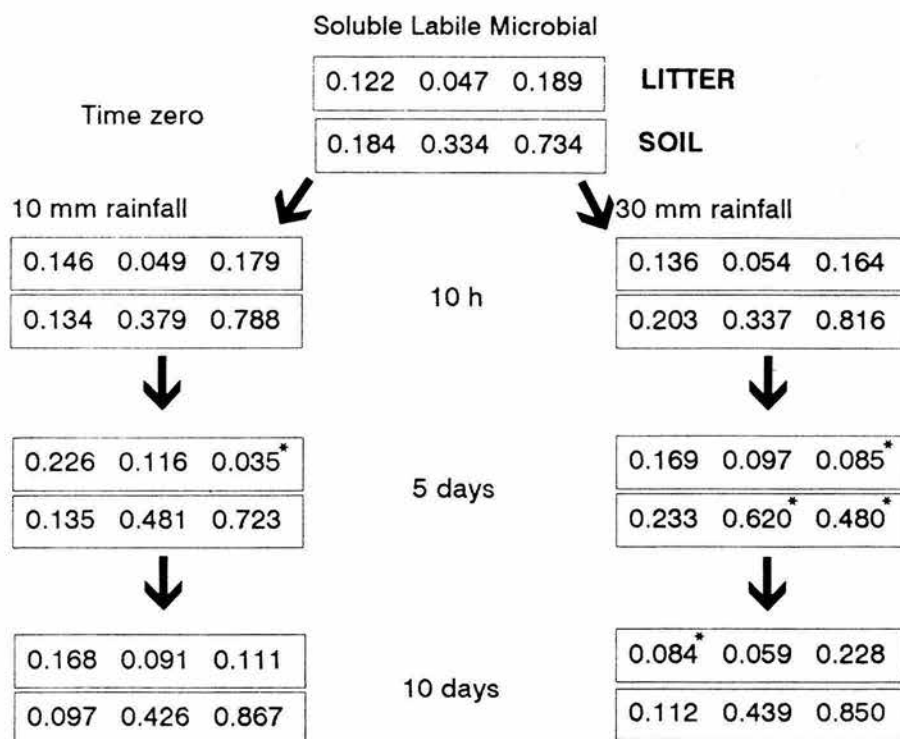 Soluble Labile Microbial
0.122 0.047 0.189 LITTER
Time zero
0.184 0.334 0.734 SOIL
10 mm rainfall 30 mm rainfall
0.146 0.049 0.179 0.136 0.054 0.164
10 h
0.134 0.379 0.788 0.203 0.337 0.816
0.226 0.116 0.035* 0.169 0.097 0.085*
5 days
0.135 0.481 0.723 0.233 0.620* 0.480*
0.168 0.091 0.111 0.084* 0.059 0.228
10 days
0.097 0.426 0.867 0.112 0.439 0.850